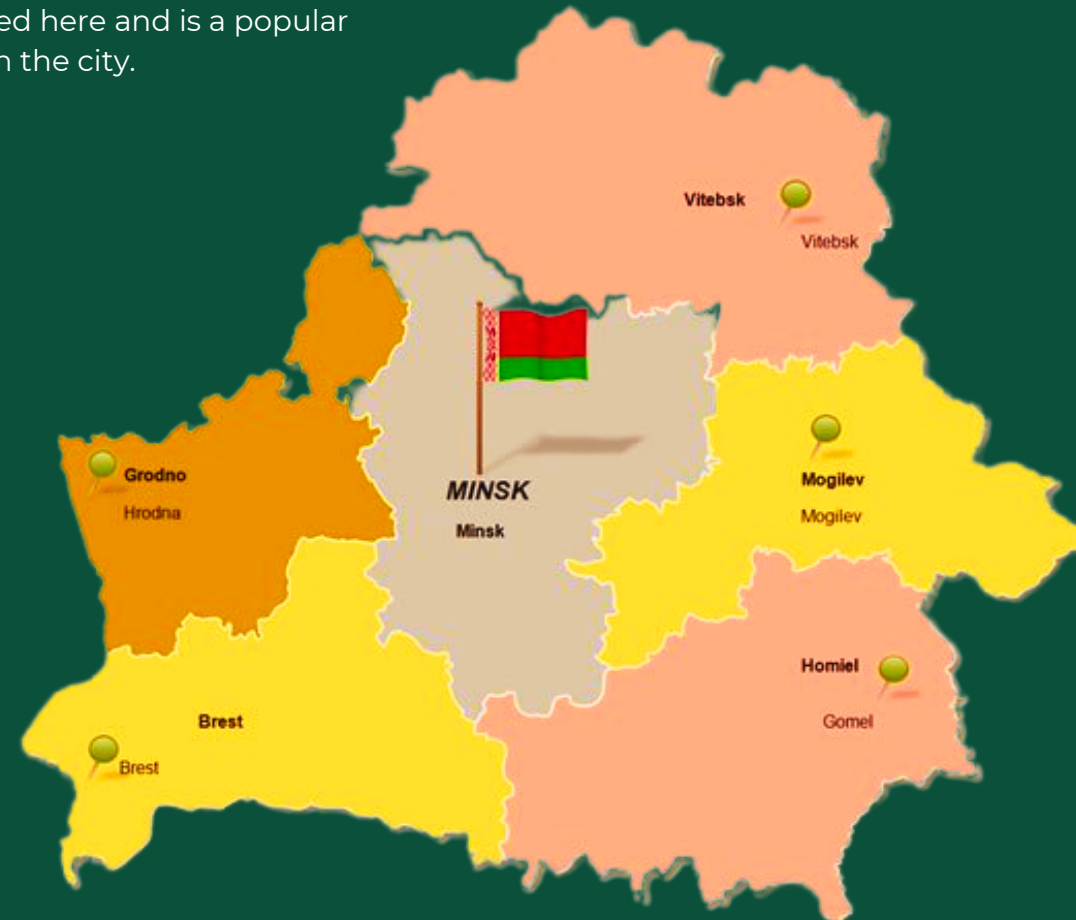 ed here and is a popular
n the city.
Vitebsk
Vitebsk
Grodno
Hrodna
MINSK
Minsk
Mogilev
Mogilev
Homiel
Gomel
Brest
Brest